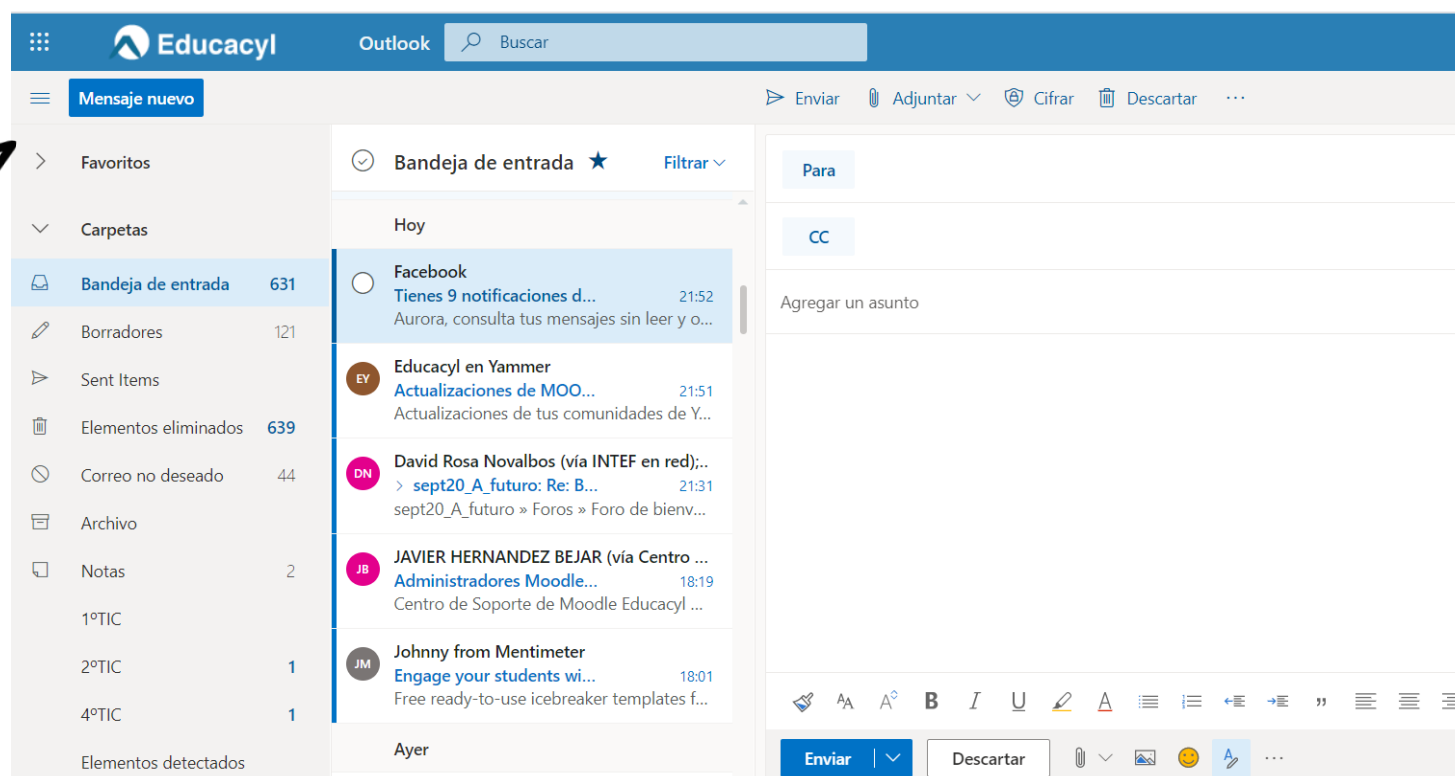 Educacyl
Outlook
Buscar
Mensaje nuevo
Enviar
Adjuntar
Cifrar
Descartar
...
Favoritos
Carpetas
Bandeja de entrada 631
Borradores 121
Sent Items
Elementos eliminados 639
Correo no deseado 44
Archivo
Notas 2
1ºTIC
2ºTIC 1
4ºTIC 1
Elementos detectados
Bandeja de entrada ★ Filtrar
Hoy
Facebook
Tienes 9 notificaciones d... 21:52
Aurora, consulta tus mensajes sin leer y o...
EY
Educacyl en Yammer
Actualizaciones de MOO... 21:51
Actualizaciones de tus comunidades de Y...
DN
David Rosa Novalbos (vía INTEF en red);..
> sept20_A_futuro: Re: B... 21:31
sept20_A_futuro » Foros » Foro de bienv...
JB
JAVIER HERNANDEZ BEJAR (vía Centro ...
Administradores Moodle... 18:19
Centro de Soporte de Moodle Educacyl ...
JM
Johnny from Mentimeter
Engage your students wi... 18:01
Free ready-to-use icebreaker templates f...
Ayer
Para
CC
Agregar un asunto
B I U A
Enviar
Descartar
...